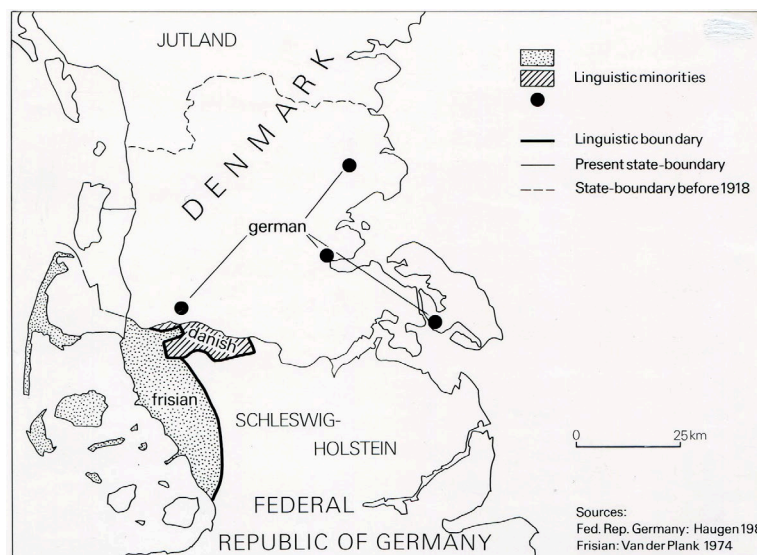 JUTLAND
DENMARK
german
danish
frisian
SCHLESWIG-
HOLSTEIN
FEDERAL
REPUBLIC OF GERMANY
Linguistic minorities
Linguistic boundary
Present state-boundary
State-boundary before 1918
0 25km
Sources:
Fed. Rep. Germany: Haugen 198
Frisian: Van der Plank 1974